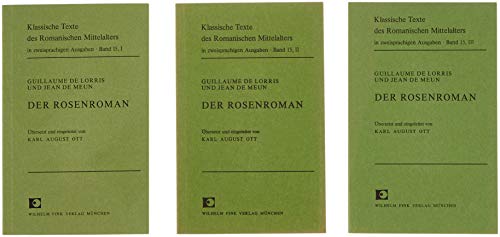 Klassische Texte
des Romanischen Mittelalters
in zweisprachigen Ausgaben · Band 15, I
GUILLAUME DE LORRIS
UND JEAN DE MEUN
DER ROSENROMAN
Übersetzt und eingeleitet von
KARL AUGUST OTT
WILHELM FINK VERLAG MÜNCHEN
Klassische Texte
des Romanischen Mittelalters
in zweisprachigen Ausgaben · Band 15, II
GUILLAUME DE LORRIS
UND JEAN DE MEUN
DER ROSENROMAN
Übersetzt und eingeleitet von
KARL AUGUST OTT
WILHELM FINK VERLAG MÜNCHEN
Klassische Texte
des Romanischen Mittelalters
in zweisprachigen Ausgaben · Band 15, III
GUILLAUME DE LORRIS
UND JEAN DE MEUN
DER ROSENROMAN
Übersetzt und eingeleitet von
KARL AUGUST OTT
WILHELM FINK VERLAG MÜNCHEN